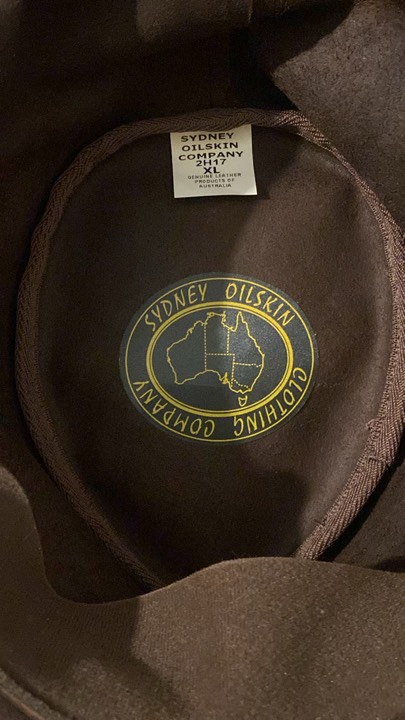 SYDNEY
OILSKIN
COMPANY
2H17
XL
GENUINE LEATHER
PRODUCTS OF
AUSTRALIA
SYDNEY OILSKIN
CLOTHING COMPANY